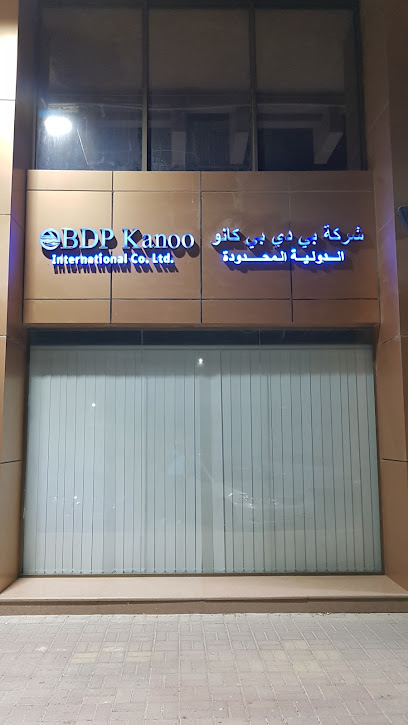 BDP Kanoo
International Co. Ltd.
شركة بي دي بي كانو
الدولية المحدودة